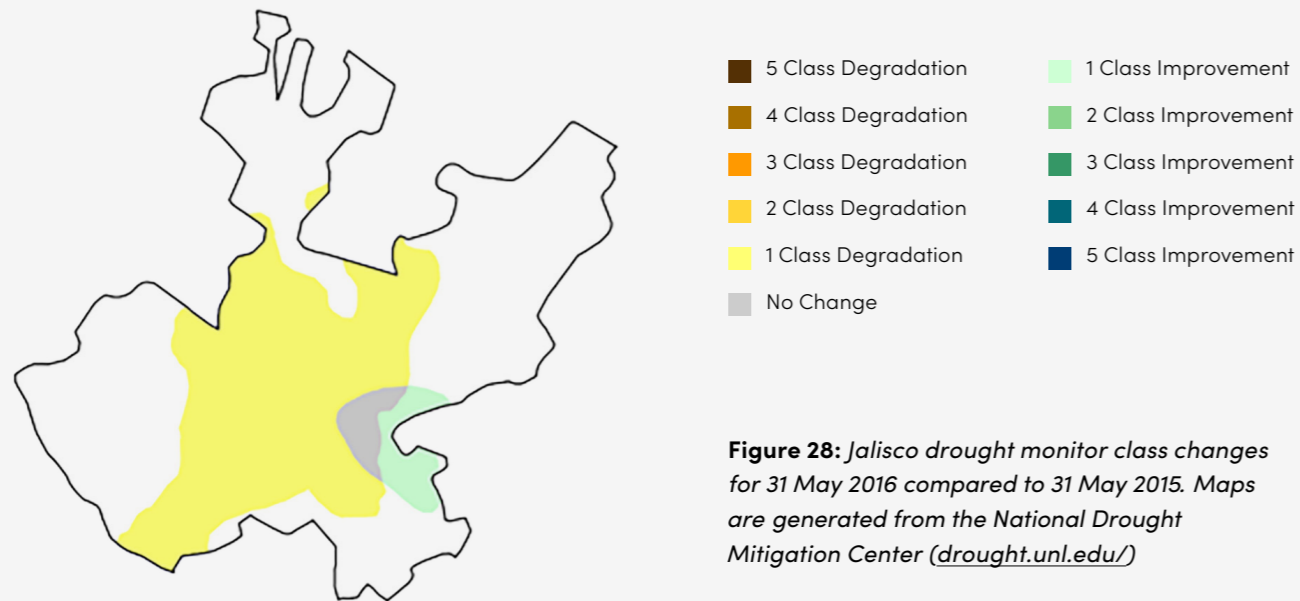 5 Class Degradation
4 Class Degradation
3 Class Degradation
2 Class Degradation
1 Class Degradation
No Change
1 Class Improvement
2 Class Improvement
3 Class Improvement
4 Class Improvement
5 Class Improvement
Figure 28: Jalisco drought monitor class changes
for 31 May 2016 compared to 31 May 2015. Maps
are generated from the National Drought
Mitigation Center (drought.unl.edu/)